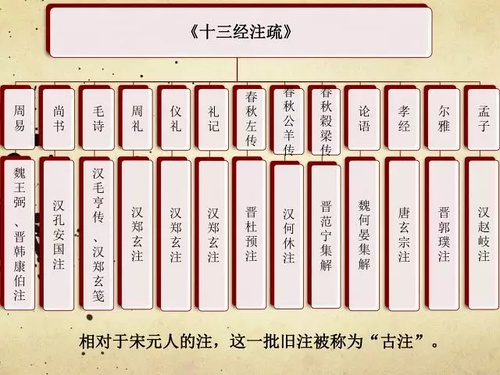 《十三经注疏》
周易
尚书
毛诗
周礼
仪礼
礼记
春秋左传
春秋公羊传
春秋榖梁传
论语
孝经
尔雅
孟子
魏王弼、晋韩康伯注
汉孔安国注
汉毛亨传、汉郑玄笺
汉郑玄注
汉郑玄注
汉郑玄注
晋杜预注
汉何休注
晋范宁集解
魏何晏集解
唐玄宗注
晋郭璞注
汉赵岐注
相对于宋元人的注，这一批旧注被称为“古注”。